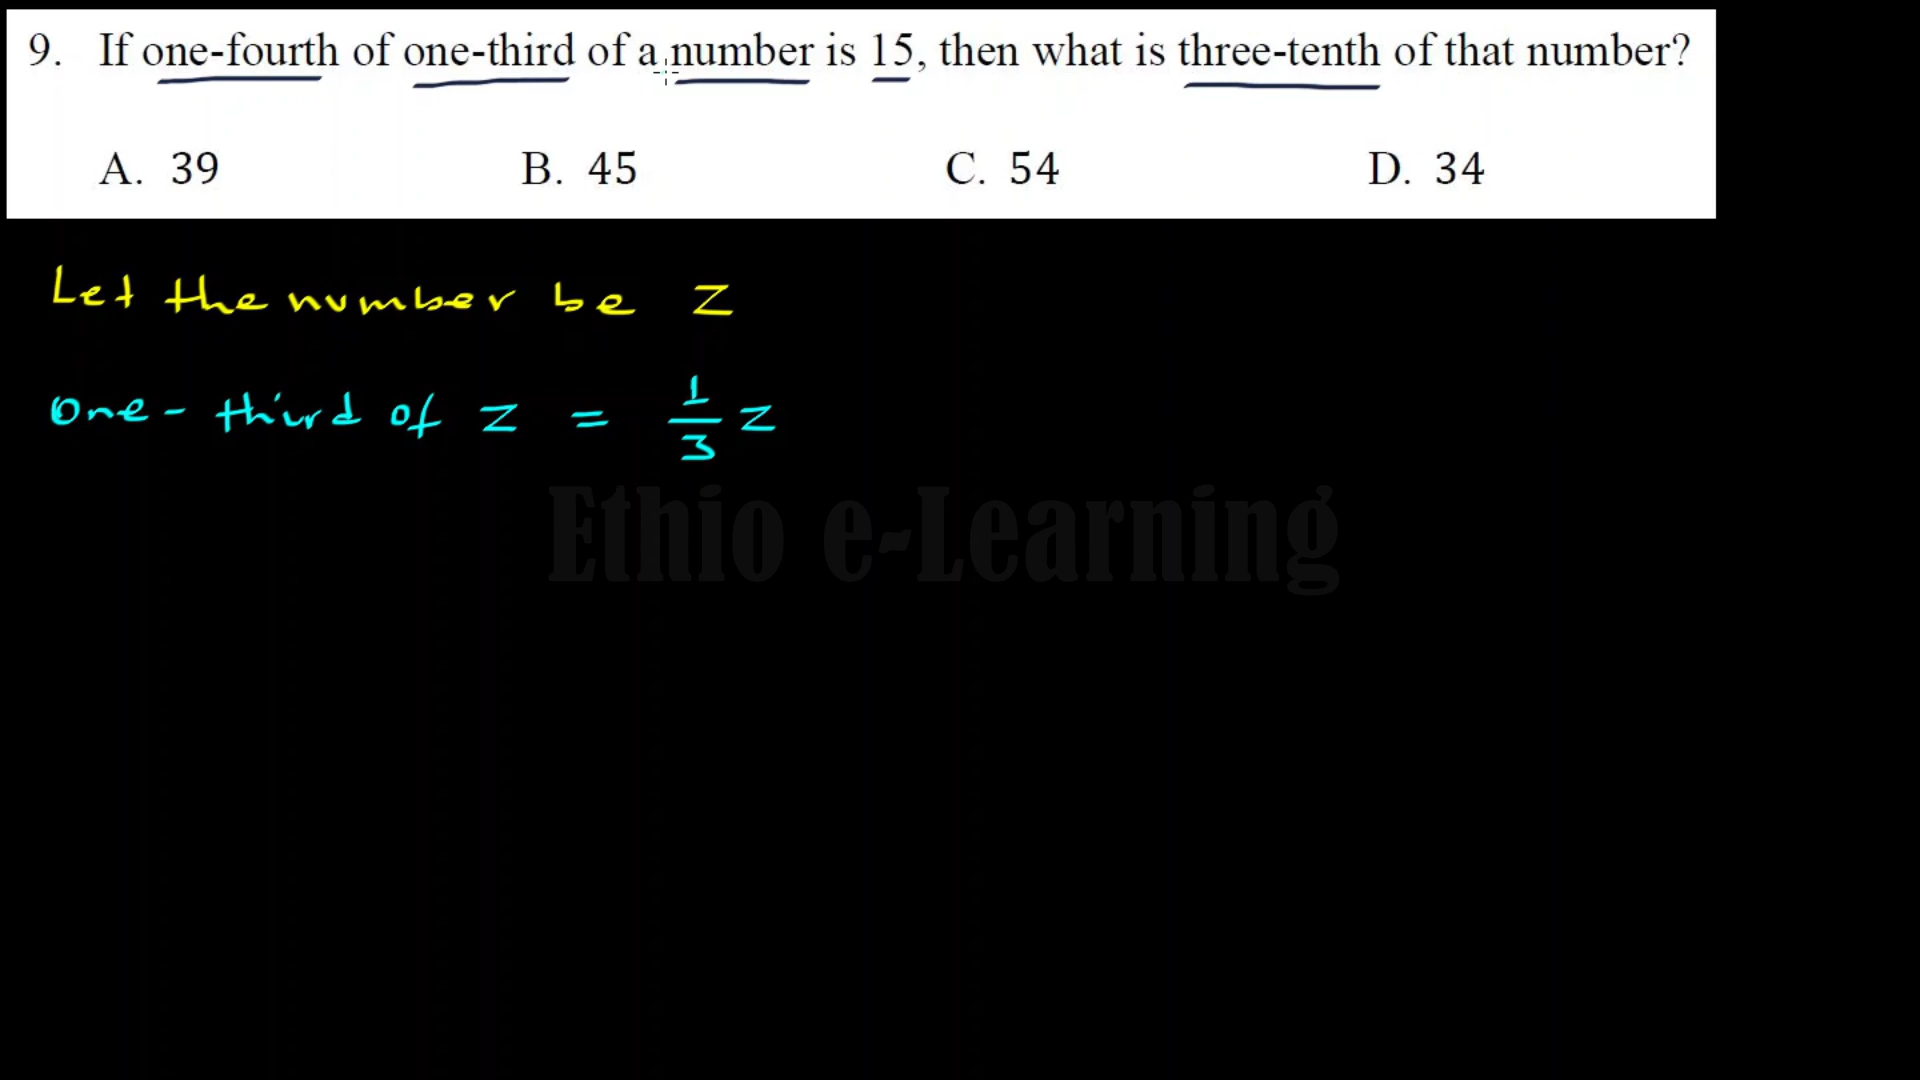 9. If one-fourth of one-third of a number is 15, then what is three-tenth of that number?
A. 39 B. 45 C. 54 D. 34
Let the number be z
One-third of z = 1/3 z
Ethio e-Learning